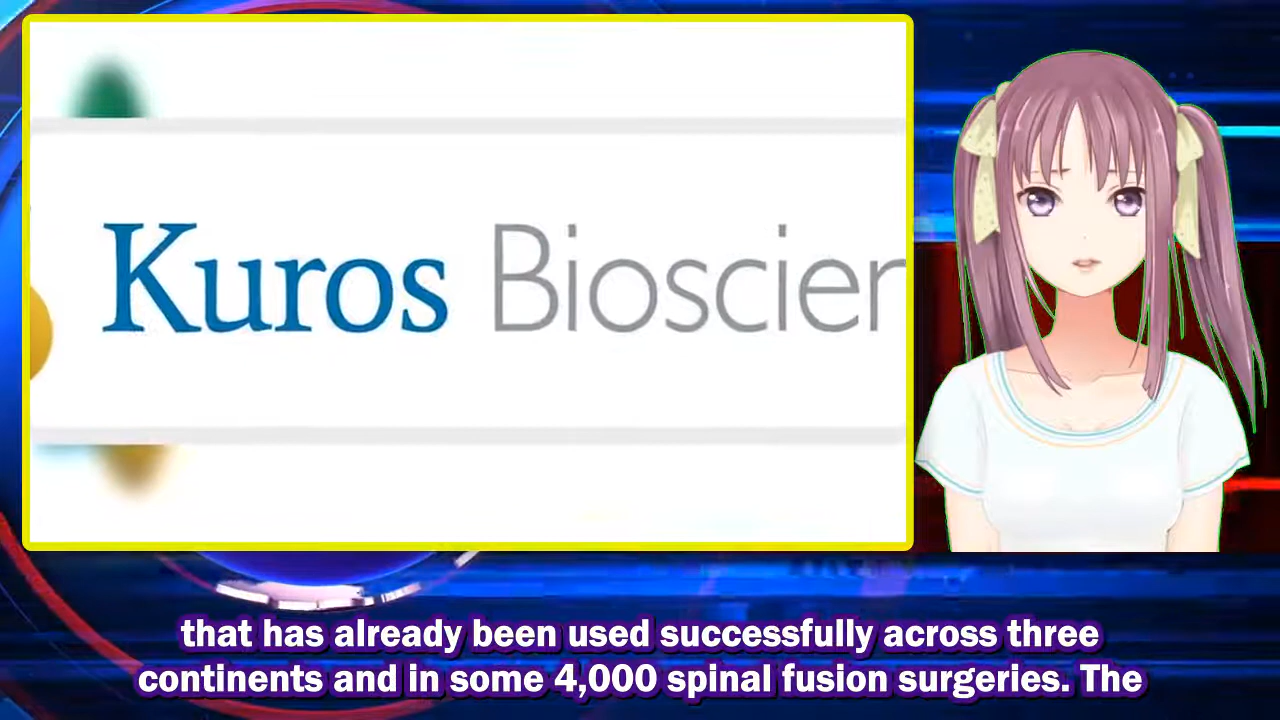 Kuros Bioscien
that has already been used successfully across three
continents and in some 4,000 spinal fusion surgeries. The